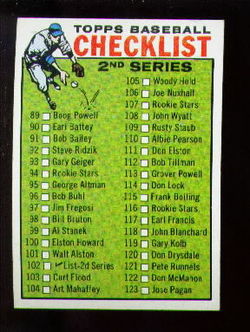 TOPPS BASEBALL
CHECKLIST
2ND SERIES
89 Boog Powell
90 Earl Battey
91 Bob Bailey
92 Steve Ridzik
93 Gary Geiger
94 Rookie Stars
95 George Altman
96 Bob Buhl
97 Jim Fregosi
98 Bill Bruton
99 Al Stanek
100 Elston Howard
101 Walt Alston
102 List-2d Series
103 Curt Flood
104 Art Mahaffey
105 Woody Held
106 Joe Nuxhall
107 Rookie Stars
108 John Wyatt
109 Rusty Staub
110 Albie Pearson
111 Don Elston
112 Bob Tillman
113 Grover Powell
114 Don Lock
115 Frank Bolling
116 Rookie Stars
117 Earl Francis
118 John Blanchard
119 Gary Kolb
120 Don Drysdale
121 Pete Runnels
122 Don McMahon
123 Jose Pagan